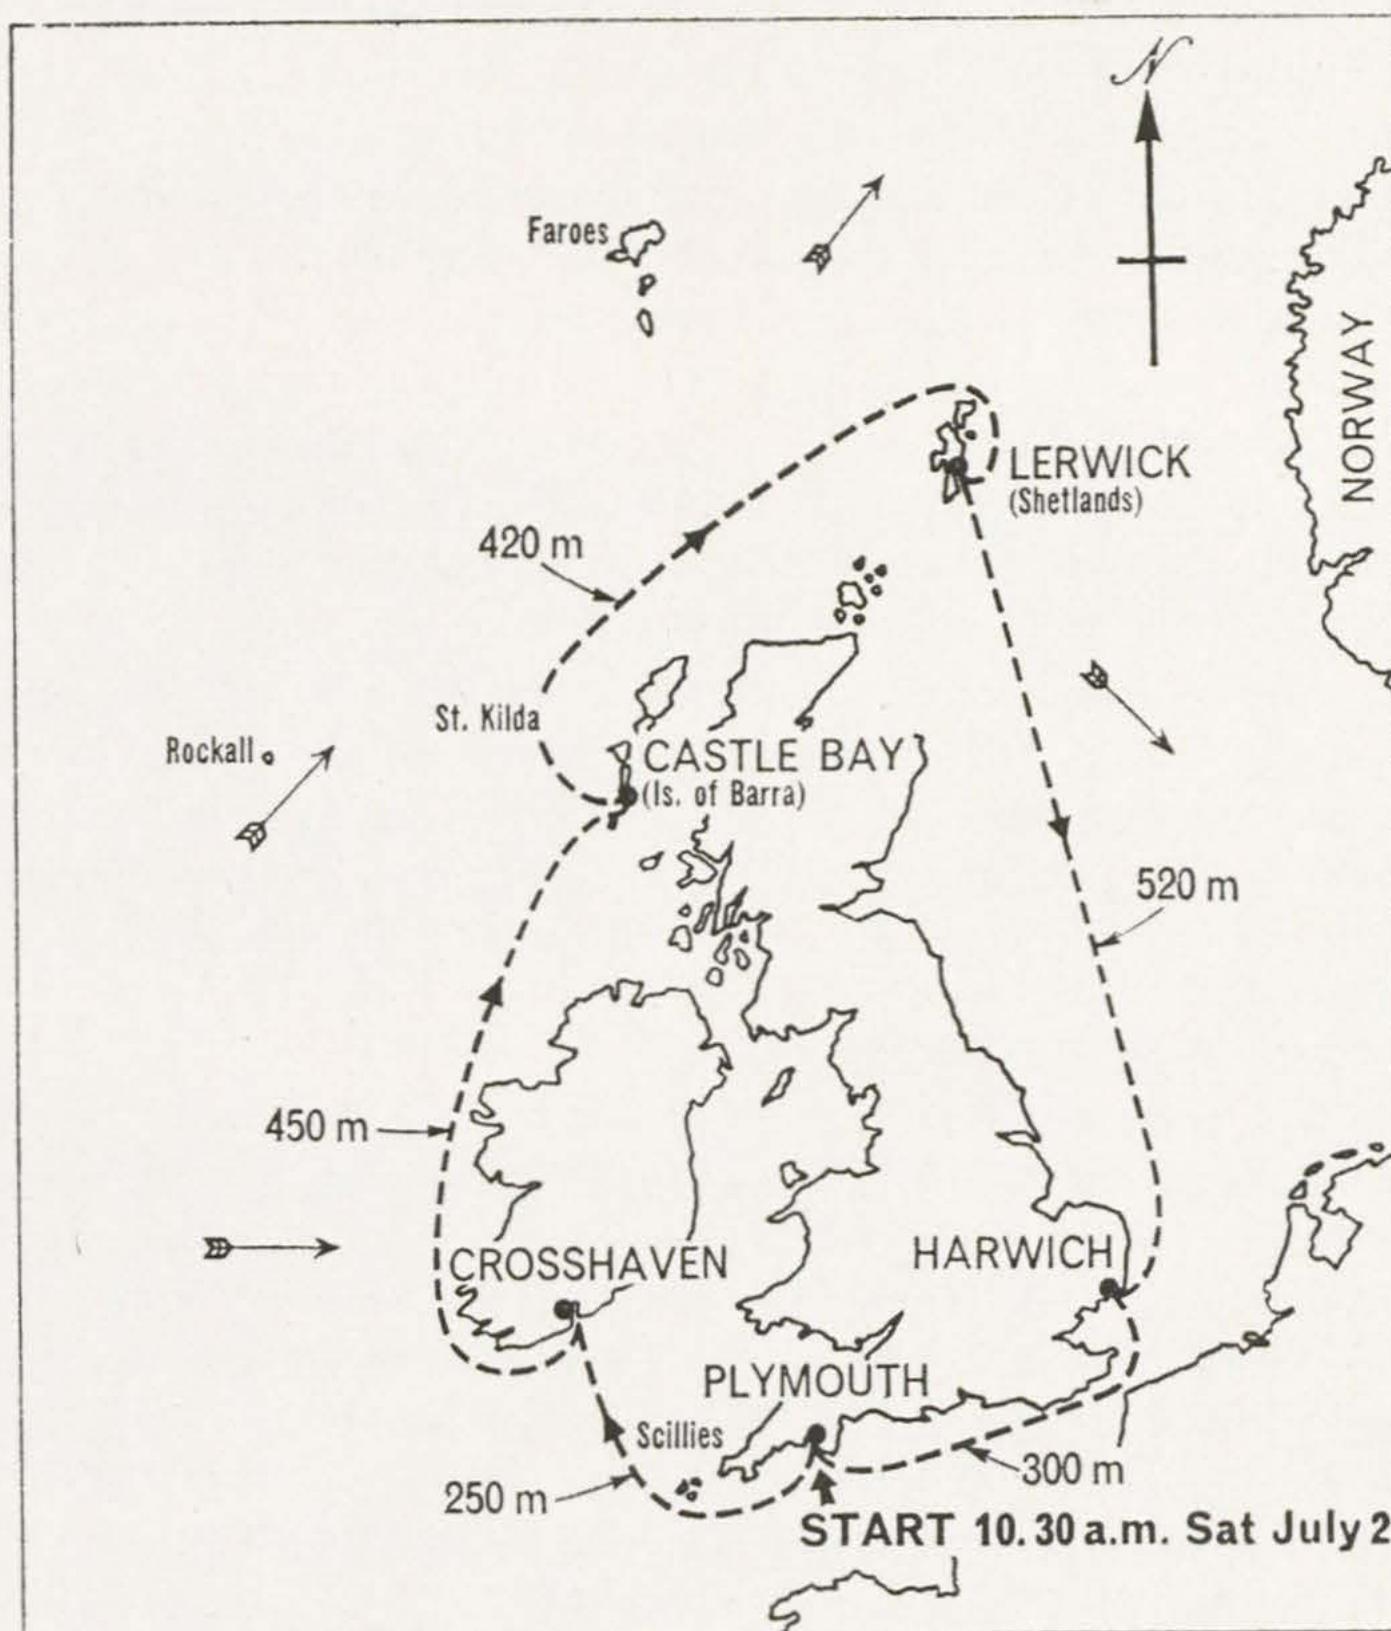 N
Faroes
NORWAY
LERWICK
(Shetlands)
420 m
St. Kilda
Rockall
CASTLE BAY
(Is. of Barra)
520 m
450 m
CROSSHAVEN
HARWICH
PLYMOUTH
Scillies
250 m
300 m
START 10.30 a.m. Sat July 2